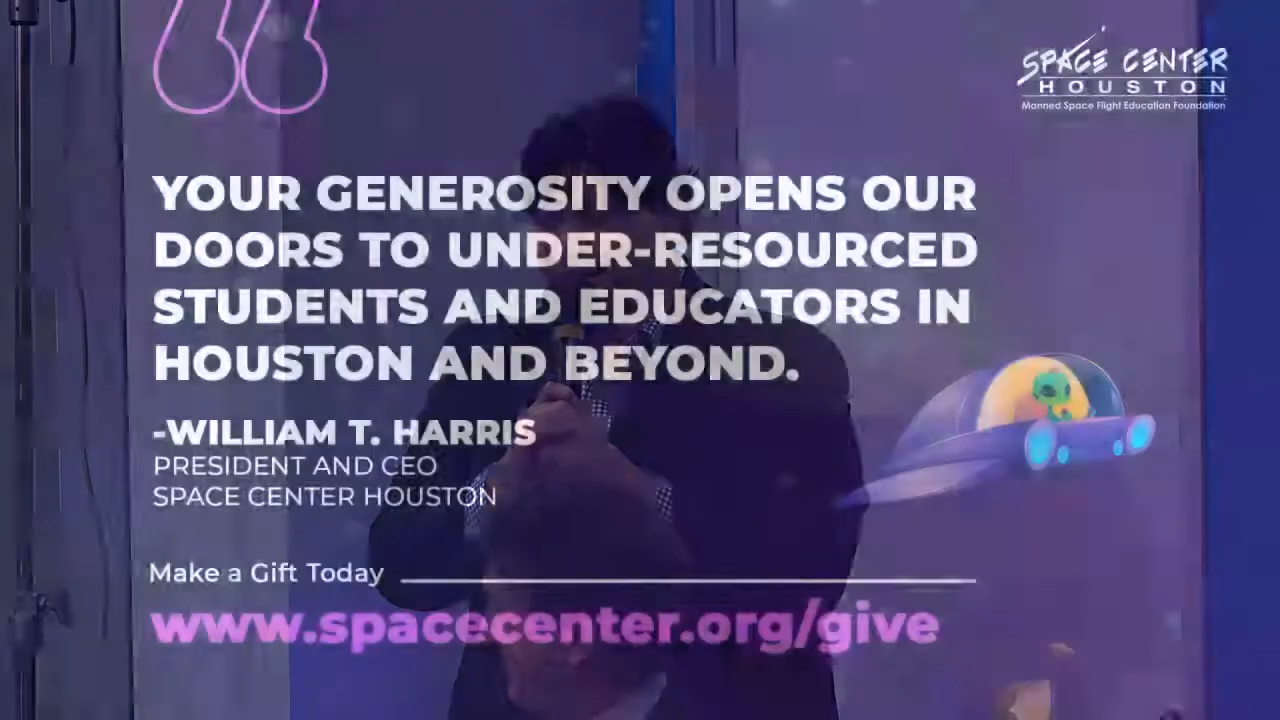 SPACE CENTER
HOUSTON
Manned Space Flight Education Foundation
YOUR GENEROSITY OPENS OUR
DOORS TO UNDER-RESOURCED
STUDENTS AND EDUCATORS IN
HOUSTON AND BEYOND.
-WILLIAM T. HARRIS
PRESIDENT AND CEO
SPACE CENTER HOUSTON
Make a Gift Today
www.spacecenter.org/give